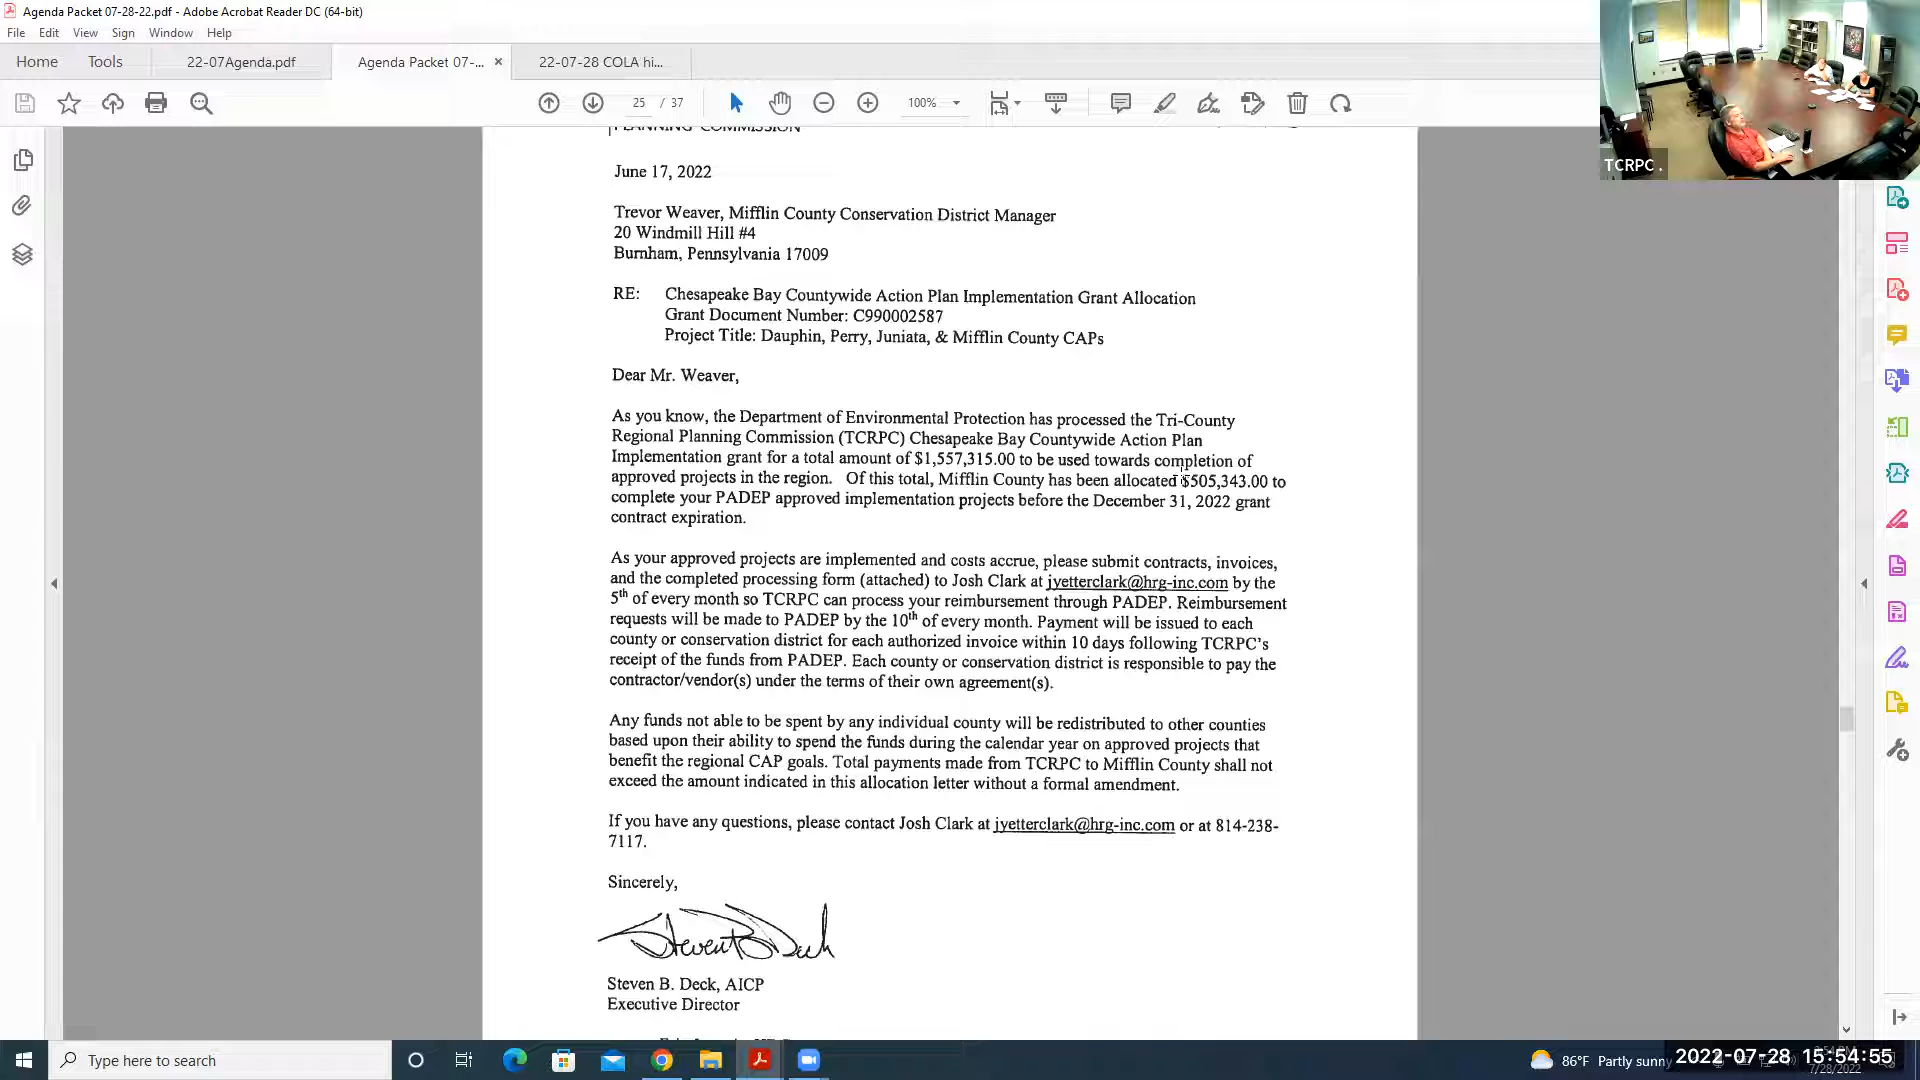 Agenda Packet 07-28-22.pdf - Adobe Acrobat Reader DC (64-bit)
File Edit View Sign Window Help
Home Tools 22-07Agenda.pdf Agenda Packet 07-... × 22-07-28 COLA hi...
25 / 37 100%
TCRPC .
PLANNING COMMISSION
June 17, 2022
Trevor Weaver, Mifflin County Conservation District Manager
20 Windmill Hill #4
Burnham, Pennsylvania 17009
RE: Chesapeake Bay Countywide Action Plan Implementation Grant Allocation
Grant Document Number: C990002587
Project Title: Dauphin, Perry, Juniata, & Mifflin County CAPs
Dear Mr. Weaver,
As you know, the Department of Environmental Protection has processed the Tri-County
Regional Planning Commission (TCRPC) Chesapeake Bay Countywide Action Plan
Implementation grant for a total amount of $1,557,315.00 to be used towards completion of
approved projects in the region. Of this total, Mifflin County has been allocated $505,343.00 to
complete your PADEP approved implementation projects before the December 31, 2022 grant
contract expiration.
As your approved projects are implemented and costs accrue, please submit contracts, invoices,
and the completed processing form (attached) to Josh Clark at jyetterclark@hrg-inc.com by the
5th of every month so TCRPC can process your reimbursement through PADEP. Reimbursement
requests will be made to PADEP by the 10th of every month. Payment will be issued to each
county or conservation district for each authorized invoice within 10 days following TCRPC's
receipt of the funds from PADEP. Each county or conservation district is responsible to pay the
contractor/vendor(s) under the terms of their own agreement(s).
Any funds not able to be spent by any individual county will be redistributed to other counties
based upon their ability to spend the funds during the calendar year on approved projects that
benefit the regional CAP goals. Total payments made from TCRPC to Mifflin County shall not
exceed the amount indicated in this allocation letter without a formal amendment.
If you have any questions, please contact Josh Clark at jyetterclark@hrg-inc.com or at 814-238-
7117.
Sincerely,
Steven B. Deck
Steven B. Deck, AICP
Executive Director
Type here to search
86°F Partly sunny
2022-07-28 15:54:55
7/28/2022